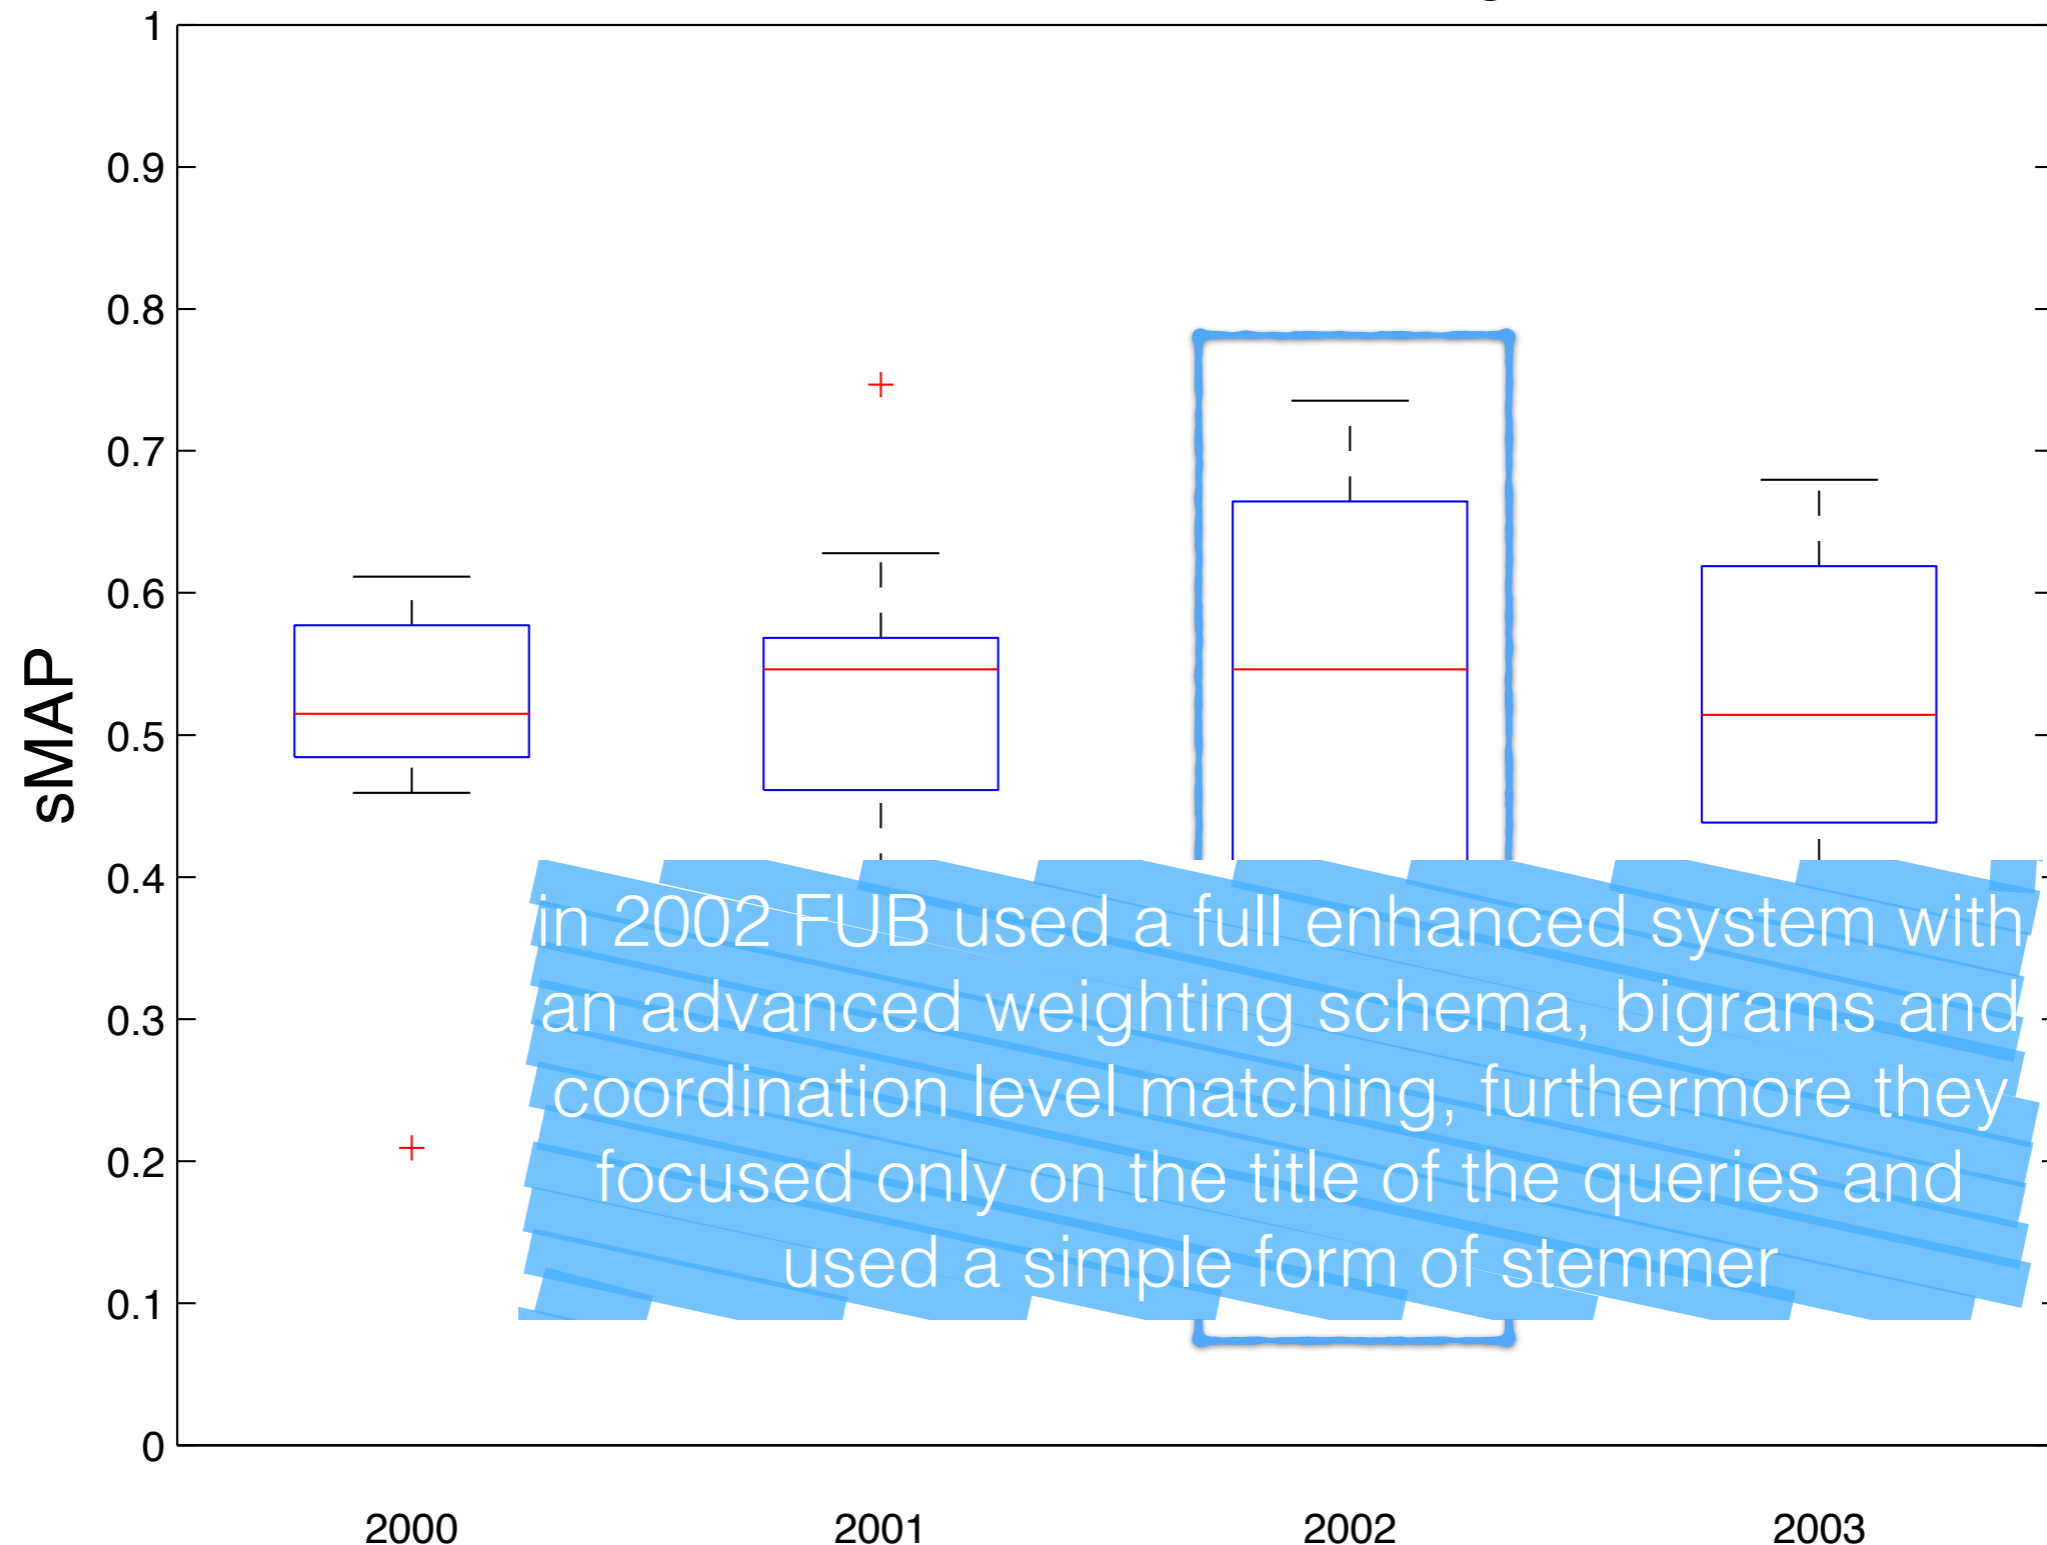 1
0.9
0.8
0.7
0.6
0.5
0.4
0.3
0.2
0.1
0
sMAP
in 2002 FUB used a full enhanced system with
an advanced weighting schema, bigrams and
coordination level matching, furthermore they
focused only on the title of the queries and
used a simple form of stemmer
2000 2001 2002 2003